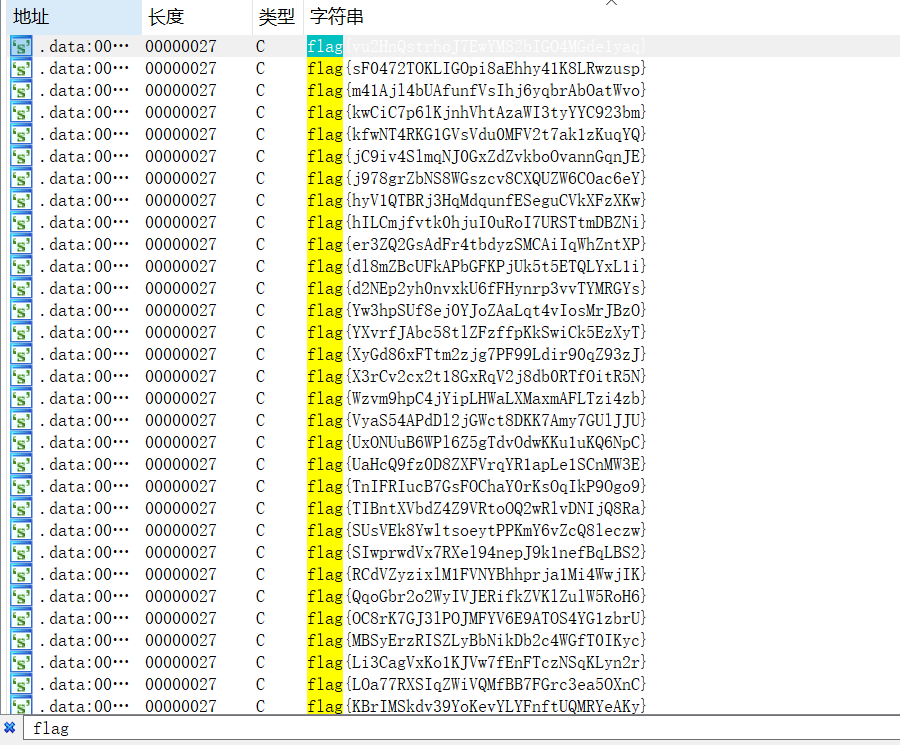 地址 长度 类型 字符串
.data:00… 00000027 C flag
.data:00… 00000027 C flag{sF0472TOKLIGOpi8aEhhy41K8LRwzusp}
.data:00… 00000027 C flag{m41Ajl4bUAfunfVsIhj6yqbrAbOatWvo}
.data:00… 00000027 C flag{kwCiC7p6lKjnhVhtAzaWI3tyYYC923bm}
.data:00… 00000027 C flag{kfwNT4RKG1GVsVdu0MFV2t7ak1zKuqYQ}
.data:00… 00000027 C flag{jC9iv4SlmqNJ0GxZdZvkboOvannGqnJE}
.data:00… 00000027 C flag{j978grZbNS8WGszcv8CXQUZW6COac6eY}
.data:00… 00000027 C flag{hyV1QTBRj3HqMdqunfESeguCVkXFzXKw}
.data:00… 00000027 C flag{hILCmjfvtk0hjuI0uRoI7URSTtmDBZNi}
.data:00… 00000027 C flag{er3ZQ2GsAdFr4tbdyzSMCAiIqWhZntXP}
.data:00… 00000027 C flag{dl8mZBcUFkAPbGFKPjUk5t5ETQLYxL1i}
.data:00… 00000027 C flag{d2NEp2yh0nvxkU6fFHynrp3vvTYMRGYs}
.data:00… 00000027 C flag{Yw3hpSUf8ej0YJoZAaLqt4vIosMrJBzO}
.data:00… 00000027 C flag{YXvrfJAbc58tlZFzffpKkSwiCk5EzXyT}
.data:00… 00000027 C flag{XyGd86xFTtm2zjg7PF99Ldir90qZ93zJ}
.data:00… 00000027 C flag{X3rCv2cx2t18GxRqV2j8db0RTfOitR5N}
.data:00… 00000027 C flag{Wzvm9hpC4jYipLHWaLXMaxmAFLTzi4zb}
.data:00… 00000027 C flag{VyaS54APdDl2jGWct8DKK7Amy7GUlJJU}
.data:00… 00000027 C flag{UxONUuB6WPl6Z5gTdvOdwKKu1uKQ6NpC}
.data:00… 00000027 C flag{UaHcQ9fz0D8ZXFVrqYR1apLe1SCnMW3E}
.data:00… 00000027 C flag{TnIFRIucB7GsFOChaY0rKsOqIkP9Ogo9}
.data:00… 00000027 C flag{TIBntXVbdZ4Z9VRtoOQ2wRlvDNIjQ8Ra}
.data:00… 00000027 C flag{SUsVEk8YwltsoeytPPKmY6vZcQ8leczw}
.data:00… 00000027 C flag{SIwprwdVx7RXel94nepJ9k1nefBqLBS2}
.data:00… 00000027 C flag{RCdVZyzixlM1FVNYBhhprja1Mi4WwjIK}
.data:00… 00000027 C flag{QqoGbr2o2WyIVJERifkZVKlZulW5RoH6}
.data:00… 00000027 C flag{OC8rK7GJ3lPOJMFYV6E9ATOS4YG1zbrU}
.data:00… 00000027 C flag{MBSyErzRISZLyBbNikDb2c4WGfT0IKyc}
.data:00… 00000027 C flag{Li3CagVxKo1KJVw7fEnFTczNSqKLyn2r}
.data:00… 00000027 C flag{LOa77RXSIqZWiVQMfBB7FGrc3ea5OXnC}
.data:00… 00000027 C flag{KBrIMSkdv39YoKevYLYFnftUQMRYeAKy}
flag